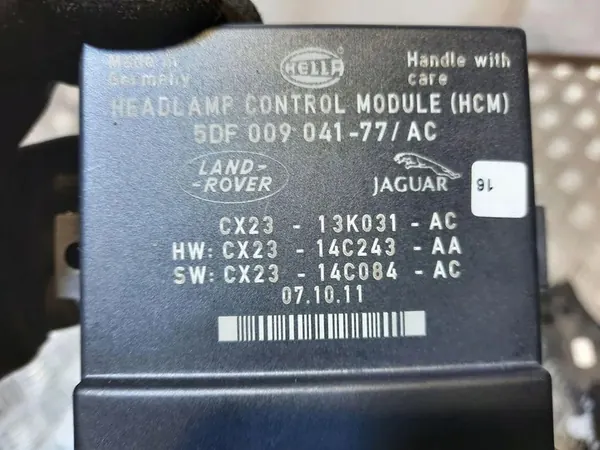 Made in Germany
HELLA
Handle with care
HEADLAMP CONTROL MODULE (HCM)
5DF 009 041-77/AC
LAND-
-ROVER
JAGUAR
16
CX23 - 13K031 - AC
HW: CX23 - 14C243 - AA
SW: CX23 - 14C084 - AC
07.10.11